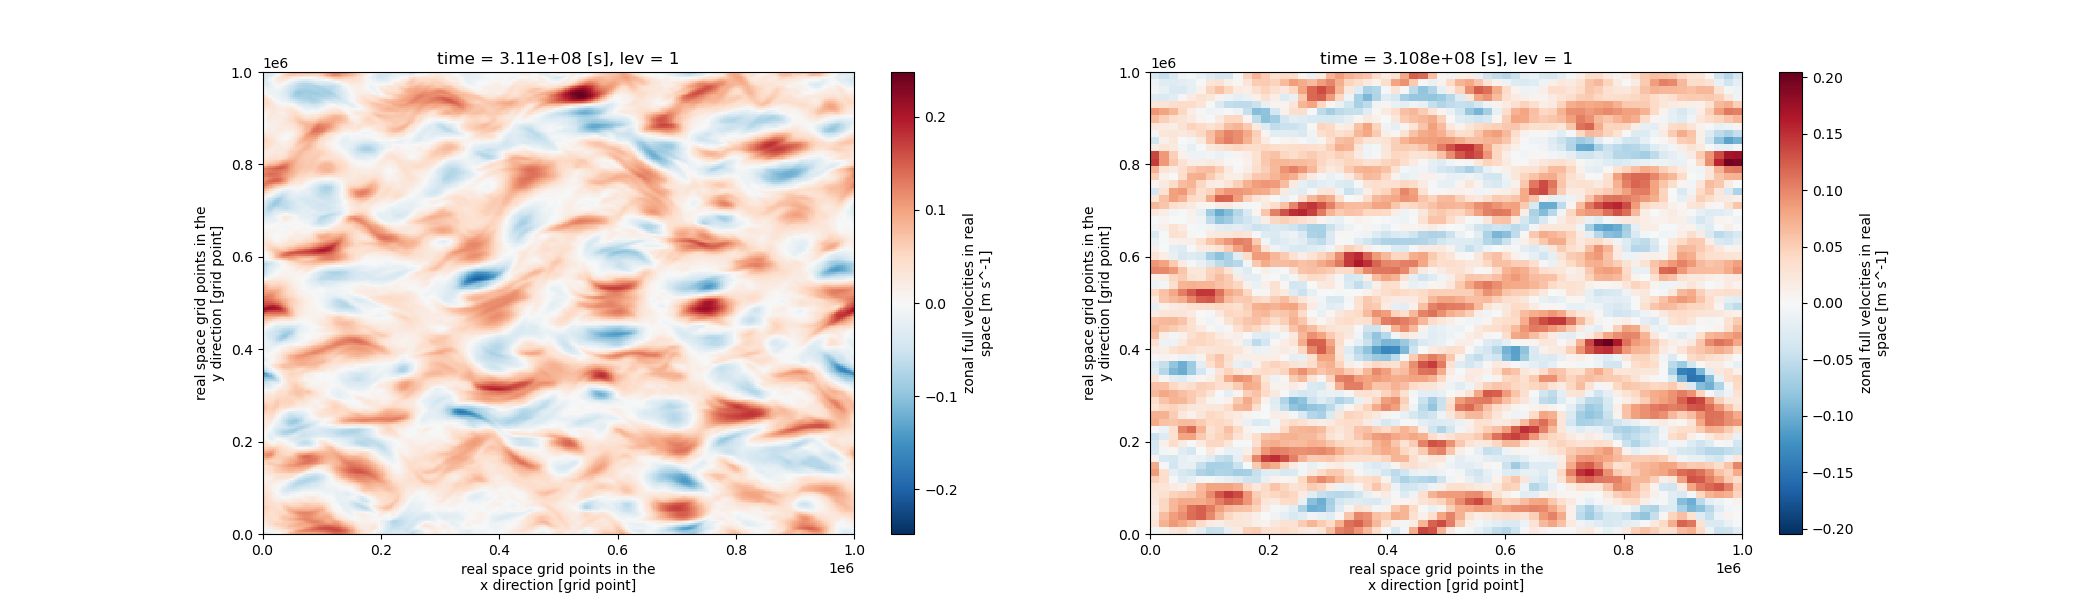 time = 3.11e+08 [s], lev = 1
1e6
1.0
0.8
0.6
0.4
0.2
0.0
real space grid points in the
y direction [grid point]
0.0 0.2 0.4 0.6 0.8 1.0
1e6
real space grid points in the
x direction [grid point]
0.2
0.1
0.0
−0.1
−0.2
zonal full velocities in real
space [m s^-1]
time = 3.108e+08 [s], lev = 1
1e6
1.0
0.8
0.6
0.4
0.2
0.0
real space grid points in the
y direction [grid point]
0.0 0.2 0.4 0.6 0.8 1.0
1e6
real space grid points in the
x direction [grid point]
0.20
0.15
0.10
0.05
0.00
−0.05
−0.10
−0.15
−0.20
zonal full velocities in real
space [m s^-1]